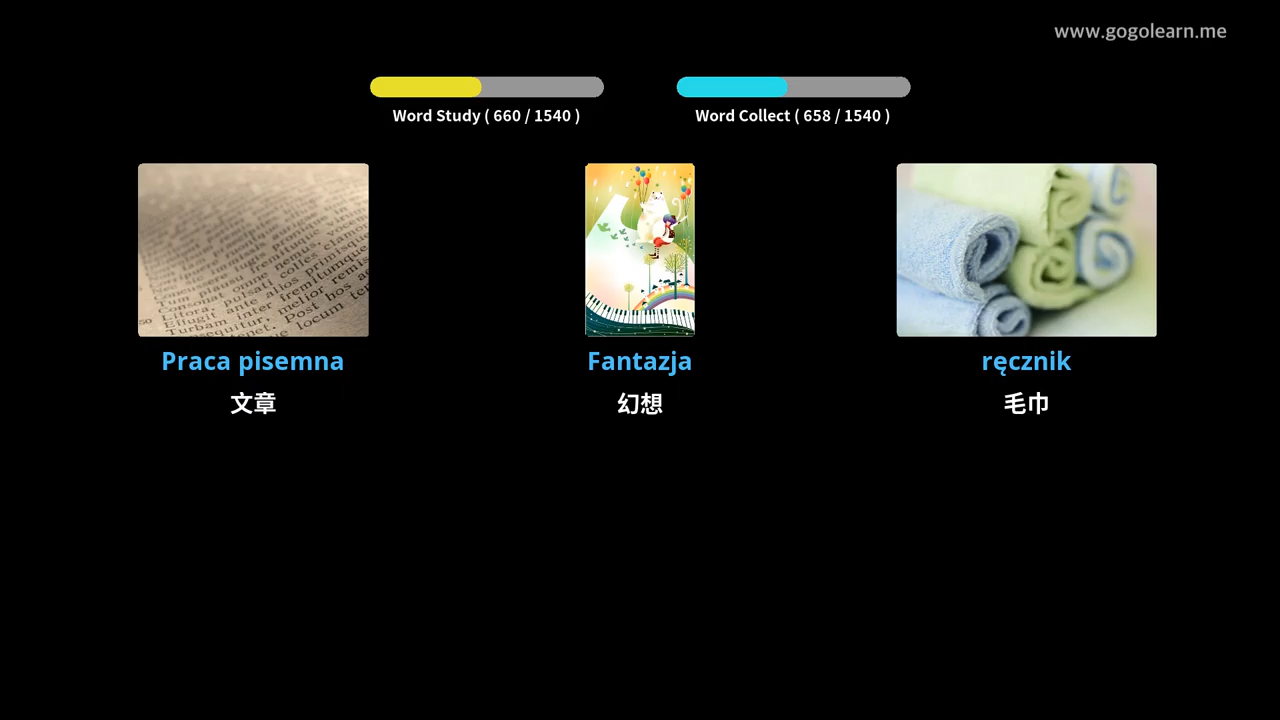 www.gogolearn.me
Word Study ( 660 / 1540 )
Word Collect ( 658 / 1540 )
Praca pisemna
文章
Fantazja
幻想
ręcznik
毛巾